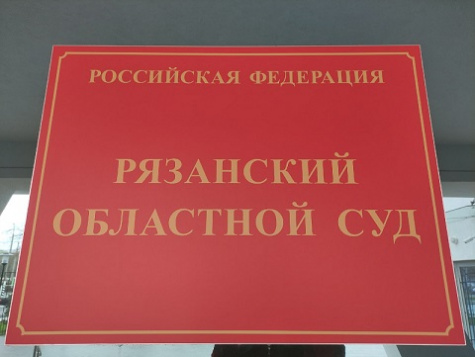 РОССИЙСКАЯ ФЕДЕРАЦИЯ
РЯЗАНСКИЙ
ОБЛАСТНОЙ СУД